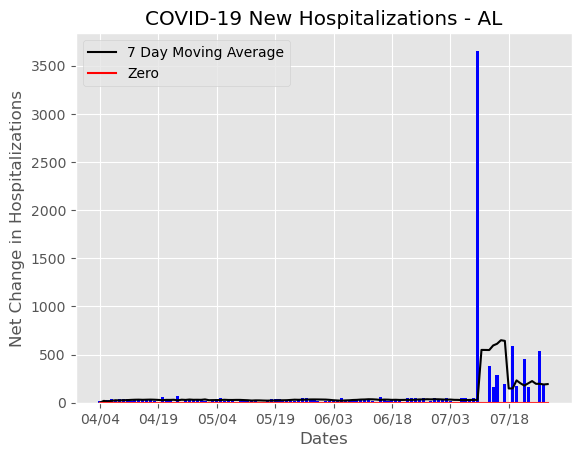 COVID-19 New Hospitalizations - AL
7 Day Moving Average
Zero
Net Change in Hospitalizations
3500
3000
2500
2000
1500
1000
500
0
04/04 04/19 05/04 05/19 06/03 06/18 07/03 07/18
Dates